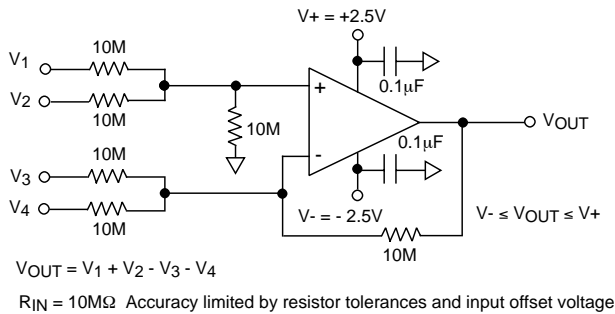 V+ = +2.5V
V1
10M
0.1µF
V2
10M
+
10M
VOUT
V3
10M
-
0.1µF
V4
10M
V- = - 2.5V
V- ≤ VOUT ≤ V+
10M
VOUT = V1 + V2 - V3 - V4
RIN = 10MΩ Accuracy limited by resistor tolerances and input offset voltage